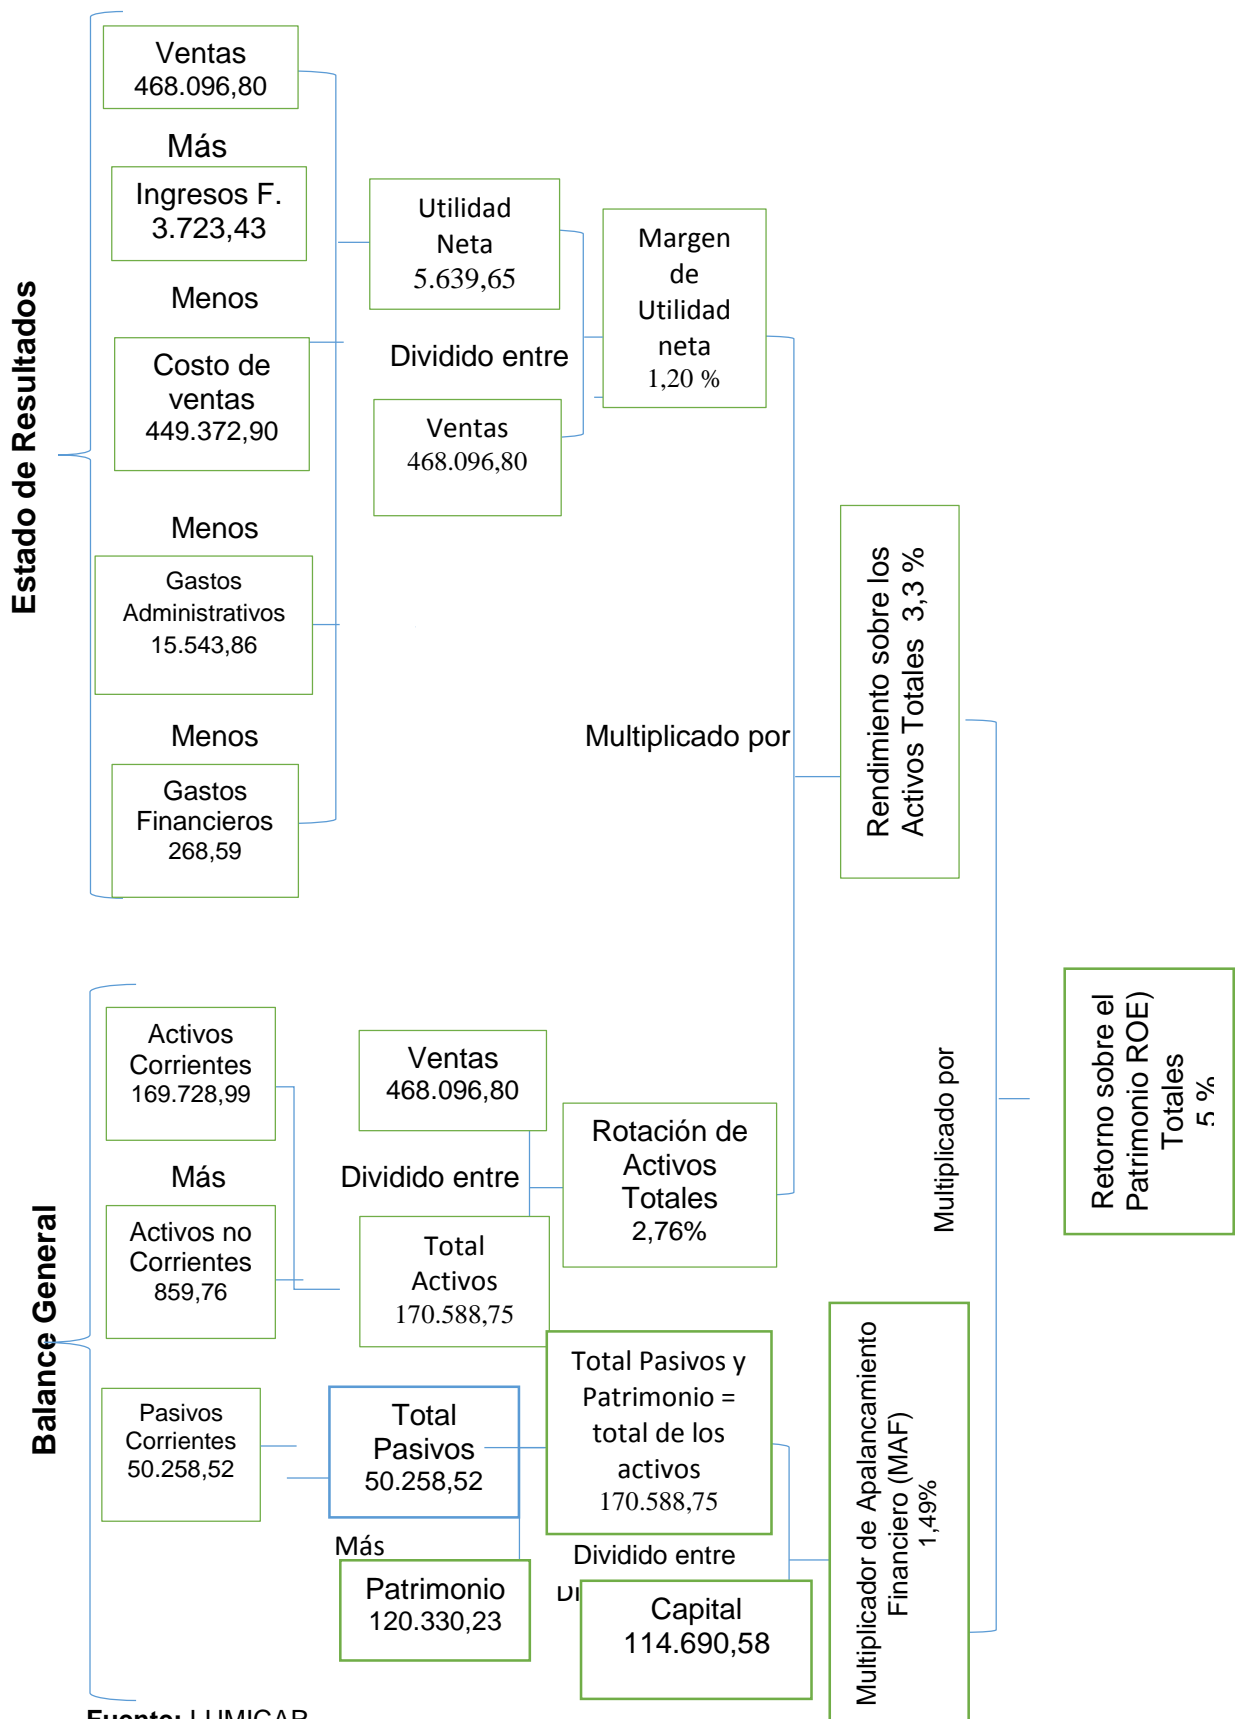 Estado de Resultados
Ventas
468.096,80
Más
Ingresos F.
3.723,43
Menos
Costo de
ventas
449.372,90
Menos
Gastos
Administrativos
15.543,86
Menos
Gastos
Financieros
268,59
Utilidad
Neta
5.639,65
Dividido entre
Ventas
468.096,80
Margen
de
Utilidad
neta
1,20 %
Multiplicado por
Rendimiento sobre los
Activos Totales 3,3 %
Balance General
Activos
Corrientes
169.728,99
Más
Activos no
Corrientes
859,76
Pasivos
Corrientes
50.258,52
Ventas
468.096,80
Dividido entre
Total
Activos
170.588,75
Rotación de
Activos
Totales
2,76%
Total
Pasivos
50.258,52
Más
Patrimonio
120.330,23
Total Pasivos y
Patrimonio =
total de los
activos
170.588,75
Dividido entre
Capital
114.690,58
Multiplicador de Apalancamiento
Financiero (MAF)
1,49%
Multiplicado por
Retorno sobre el
Patrimonio ROE)
Totales
5 %
Fuente: LUMICAR